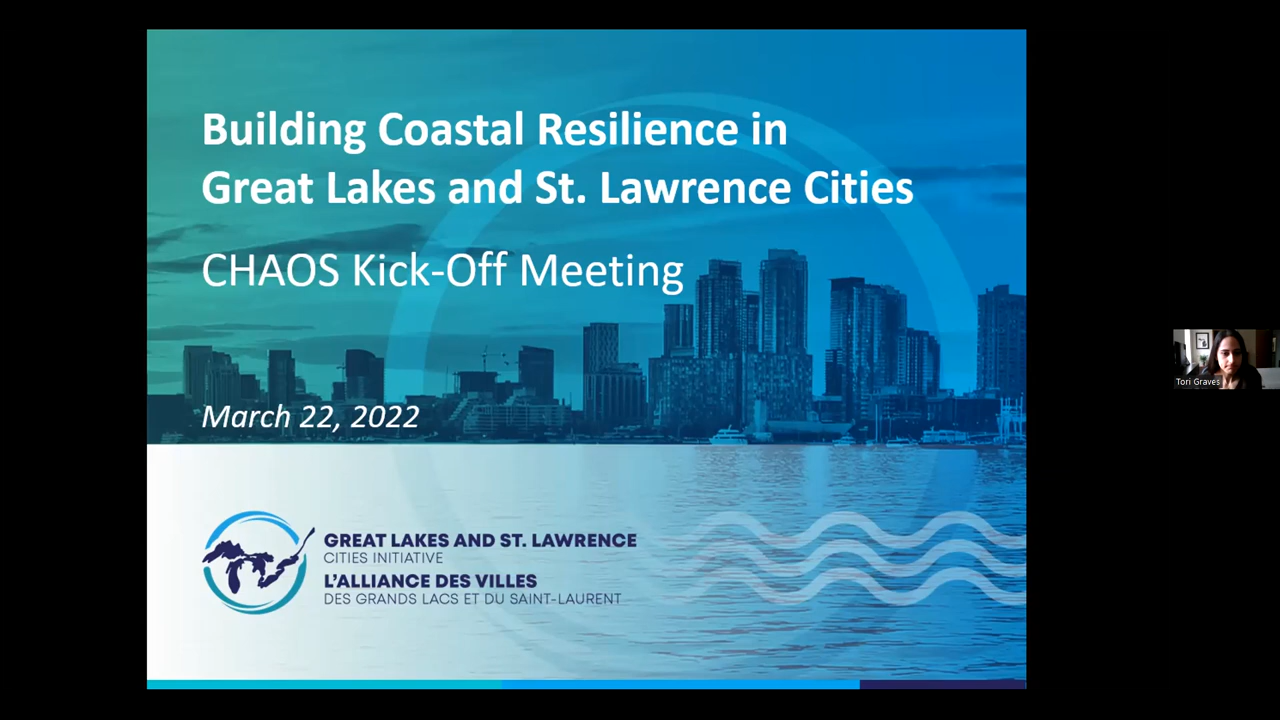 Building Coastal Resilience in
Great Lakes and St. Lawrence Cities
CHAOS Kick-Off Meeting
March 22, 2022
GREAT LAKES AND ST. LAWRENCE
CITIES INITIATIVE
L'ALLIANCE DES VILLES
DES GRANDS LACS ET DU SAINT-LAURENT
Tori Graves